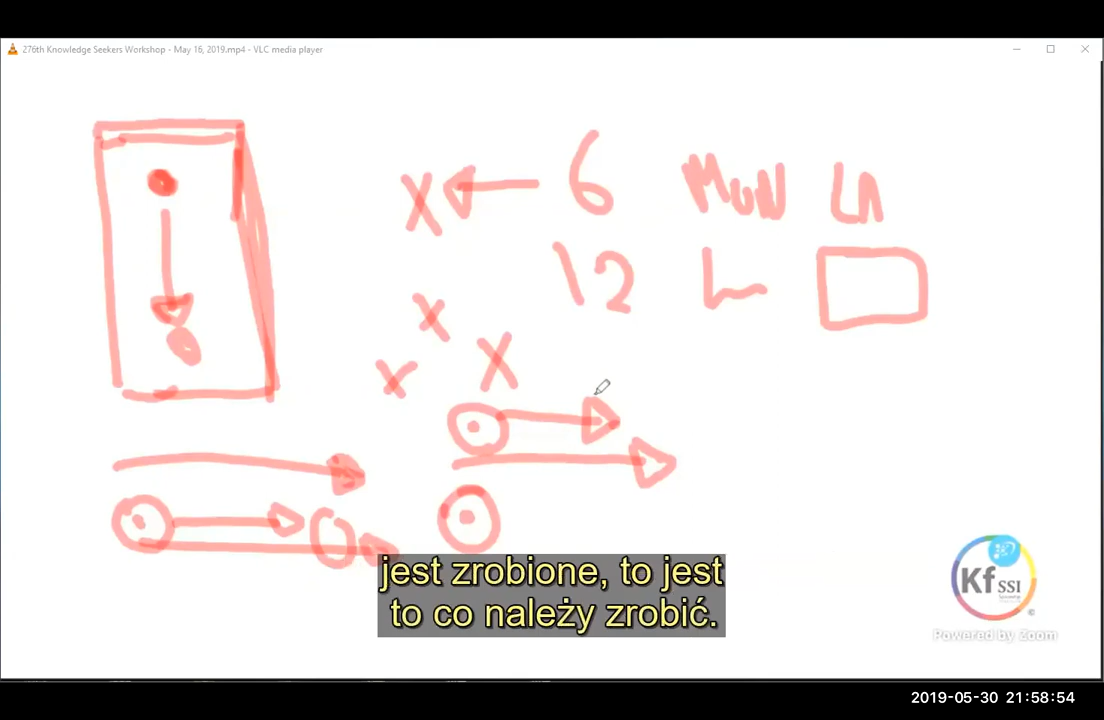 276th Knowledge Seekers Workshop - May 16, 2019.mp4 - VLC media player
X 6 MUN
12
X
X X
jest zrobione, to jest
to co należy zrobić.
Kf SSI
Powered by Zoom
2019-05-30 21:58:54